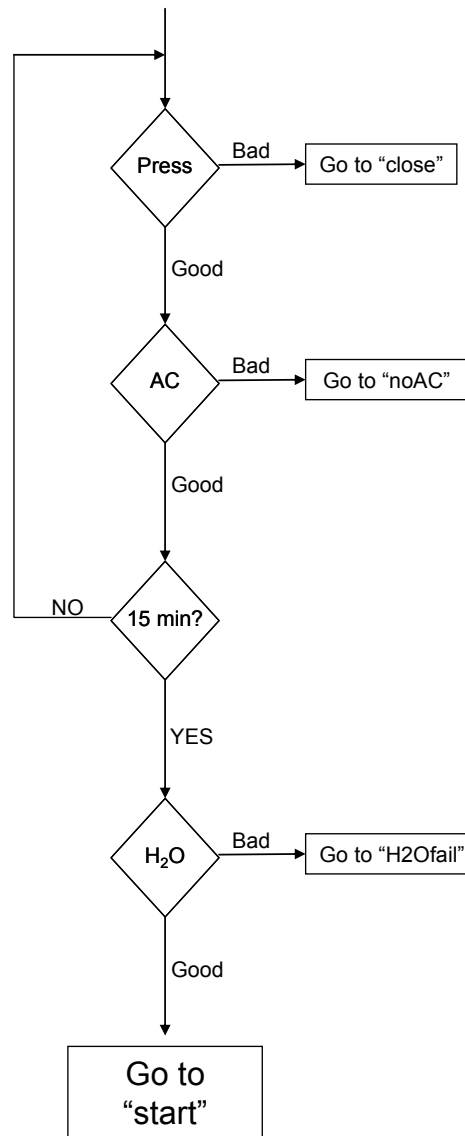 Press
Bad
Go to “close”
Good
AC
Bad
Go to “noAC”
Good
15 min?
NO
YES
H₂O
Bad
Go to “H2Ofail”
Good
Go to
“start”